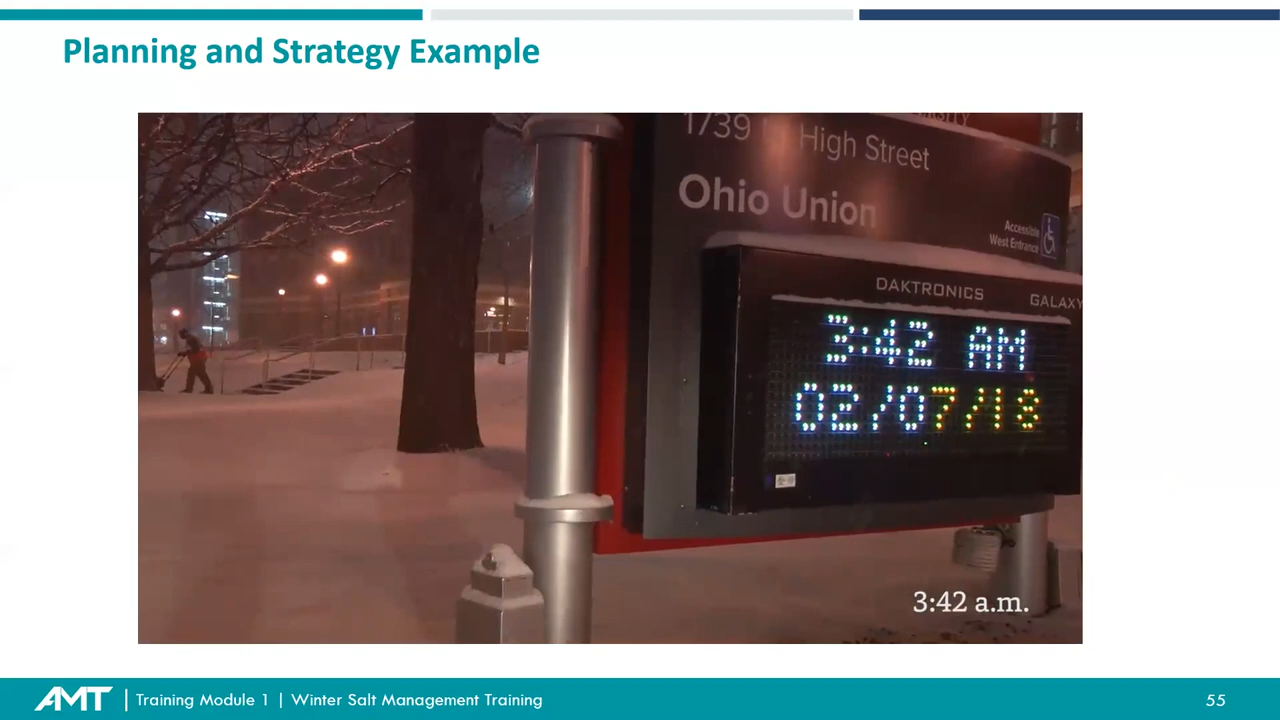 Planning and Strategy Example
1739 High Street
Ohio Union
Accessible
West Entrance
DAKTRONICS GALAXY
3:42 AM
02/07/18
3:42 a.m.
AMT Training Module 1 | Winter Salt Management Training 55